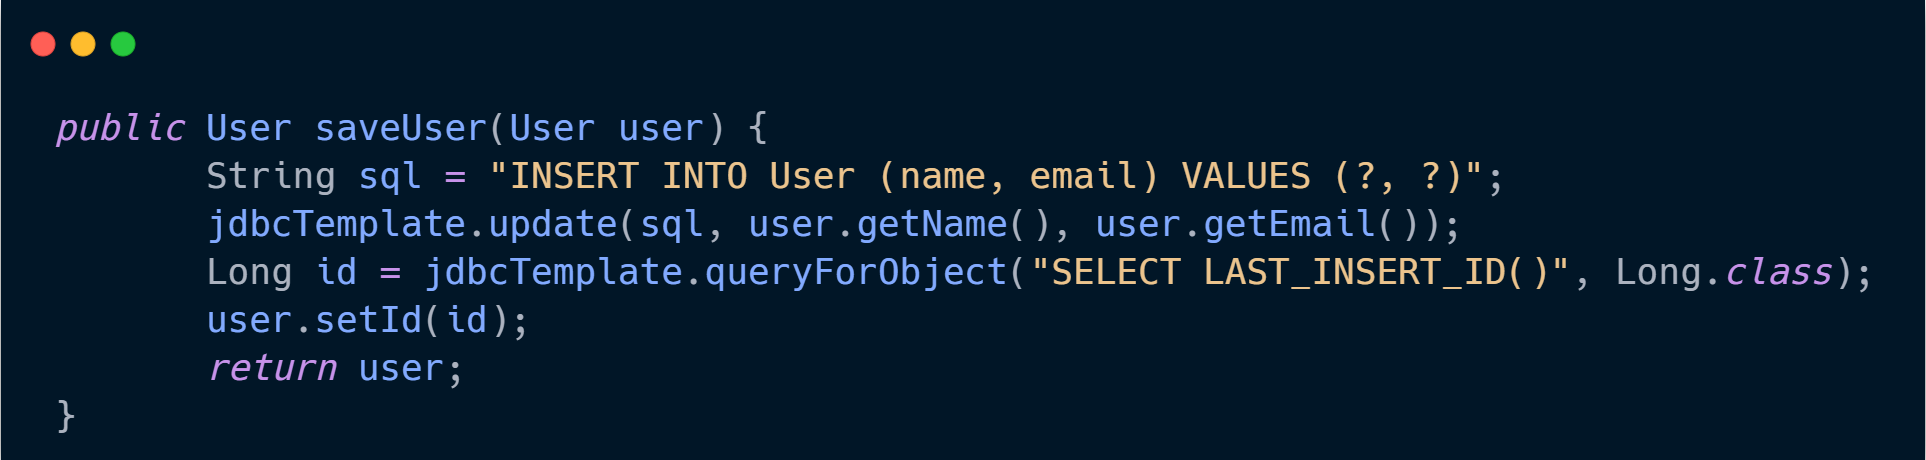 public User saveUser(User user) {
       String sql = "INSERT INTO User (name, email) VALUES (?, ?)";
       jdbcTemplate.update(sql, user.getName(), user.getEmail());
       Long id = jdbcTemplate.queryForObject("SELECT LAST_INSERT_ID()", Long.class);
       user.setId(id);
       return user;
}